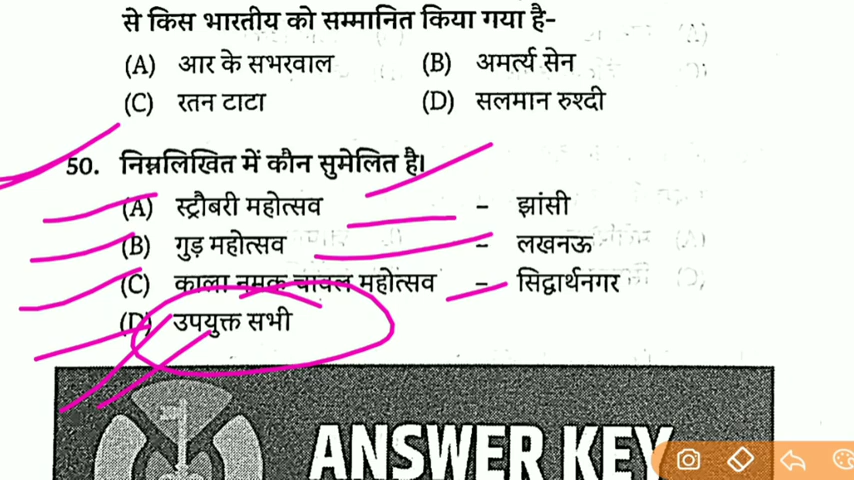 से किस भारतीय को सम्मानित किया गया है-
(A) आर के सभरवाल (B) अमर्त्य सेन
(C) रतन टाटा (D) सलमान रुश्दी
50. निम्नलिखित में कौन सुमेलित है।
(A) स्ट्रौबरी महोत्सव – झांसी
(B) गुड़ महोत्सव – लखनऊ
(C) काला नमक चावल महोत्सव – सिद्वार्थनगर
(D) उपयुक्त सभी
ANSWER KEY